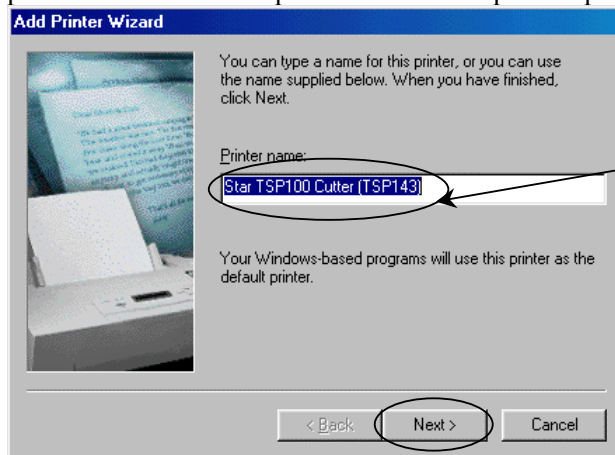 Add Printer Wizard
You can type a name for this printer, or you can use
the name supplied below. When you have finished,
click Next.
Printer name:
Star TSP100 Cutter (TSP143)
Your Windows-based programs will use this printer as the
default printer.
< Back
Next >
Cancel